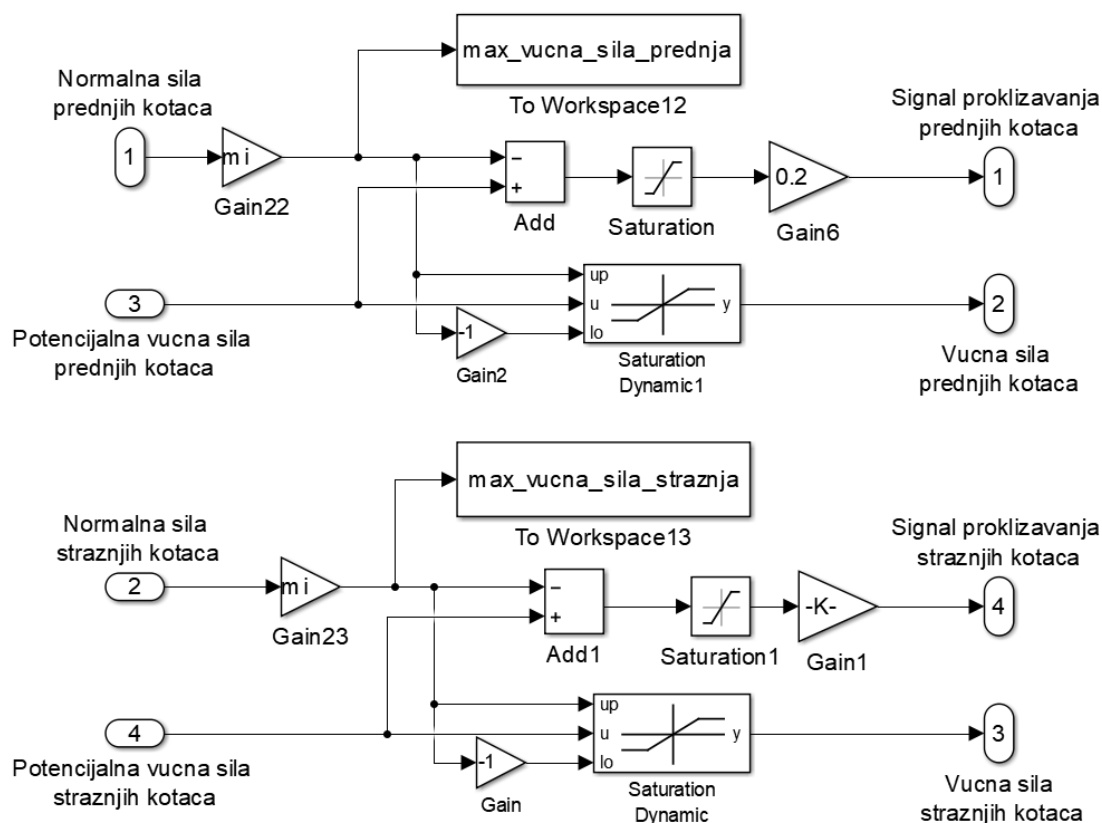 max_vucna_sila_prednja
To Workspace12
Normalna sila
prednjih kotaca
1
mi
Gain22
−
+
Add
Saturation
0.2
Gain6
Signal proklizavanja
prednjih kotaca
1
3
Potencijalna vucna sila
prednjih kotaca
-1
Gain2
up
u
lo
y
Saturation
Dynamic1
2
Vucna sila
prednjih kotaca
max_vucna_sila_straznja
To Workspace13
Normalna sila
straznjih kotaca
2
mi
Gain23
−
+
Add1
Saturation1
-K-
Gain1
Signal proklizavanja
straznjih kotaca
4
4
Potencijalna vucna sila
straznjih kotaca
-1
Gain
up
u
lo
y
Saturation
Dynamic
3
Vucna sila
straznjih kotaca